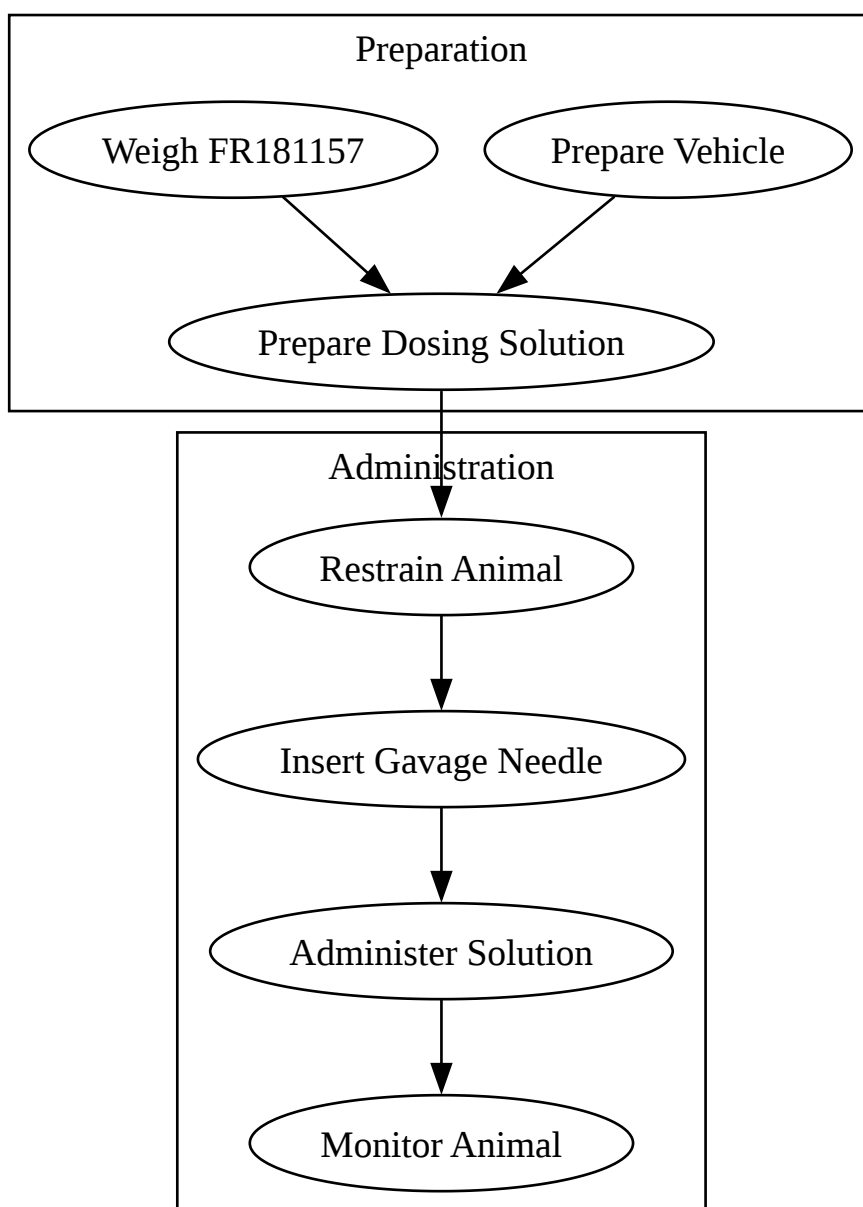 Preparation
Weigh FR181157
Prepare Vehicle
Prepare Dosing Solution
Administration
Restrain Animal
Insert Gavage Needle
Administer Solution
Monitor Animal